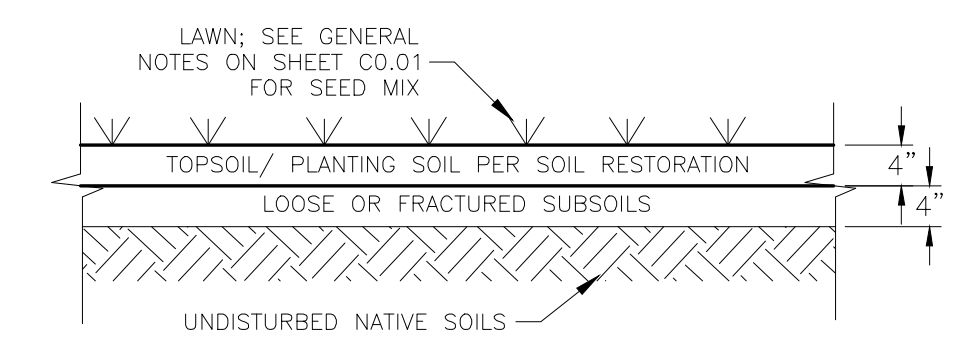 LAWN; SEE GENERAL
NOTES ON SHEET C0.01
FOR SEED MIX
TOPSOIL/ PLANTING SOIL PER SOIL RESTORATION
4"
LOOSE OR FRACTURED SUBSOILS
4"
UNDISTURBED NATIVE SOILS